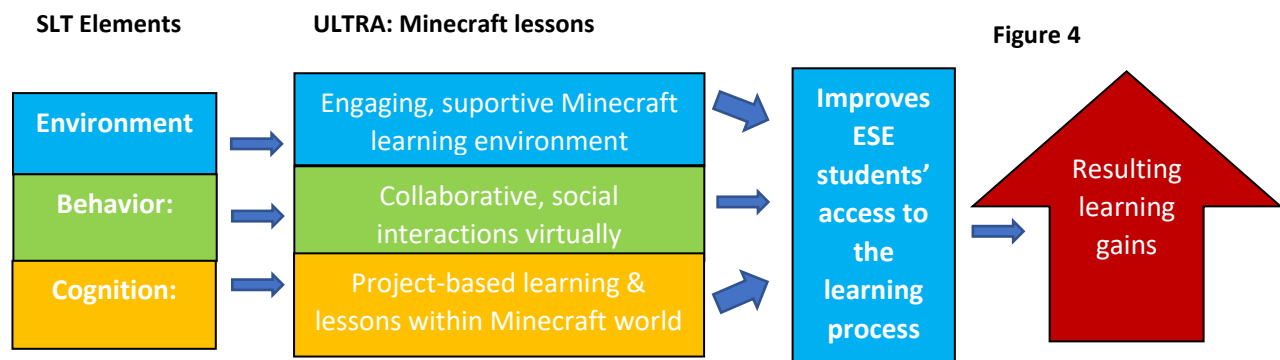 SLT Elements
ULTRA: Minecraft lessons
Figure 4
Environment
Behavior:
Cognition:
Engaging, suportive Minecraft
learning environment
Collaborative, social
interactions virtually
Project-based learning &
lessons within Minecraft world
Improves
ESE
students’
access to
the
learning
process
Resulting
learning
gains